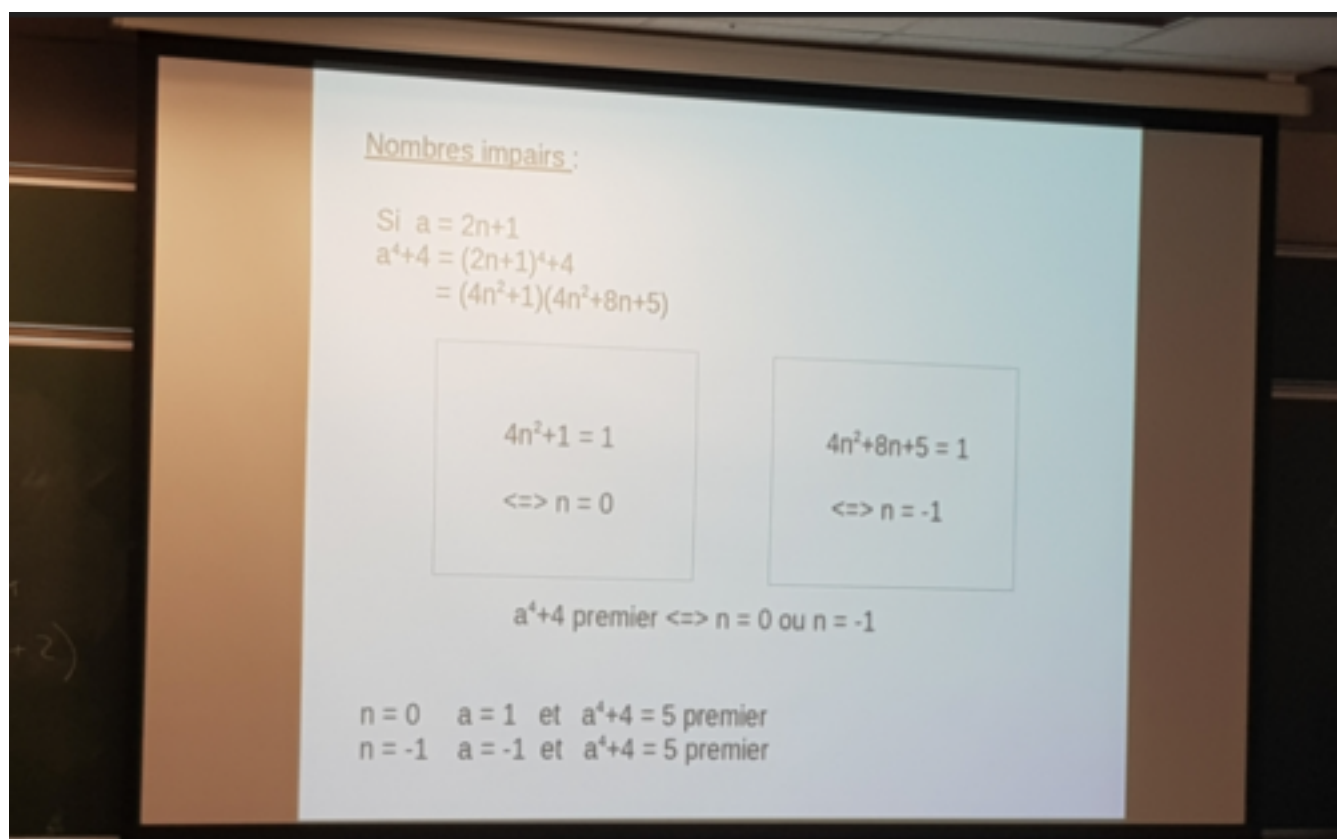 Nombres impairs :
Si a = 2n+1
a⁴+4 = (2n+1)⁴+4
= (4n²+1)(4n²+8n+5)
4n²+1 = 1
<=> n = 0
4n²+8n+5 = 1
<=> n = -1
a⁴+4 premier <=> n = 0 ou n = -1
n = 0 a = 1 et a⁴+4 = 5 premier
n = -1 a = -1 et a⁴+4 = 5 premier
+ 2)